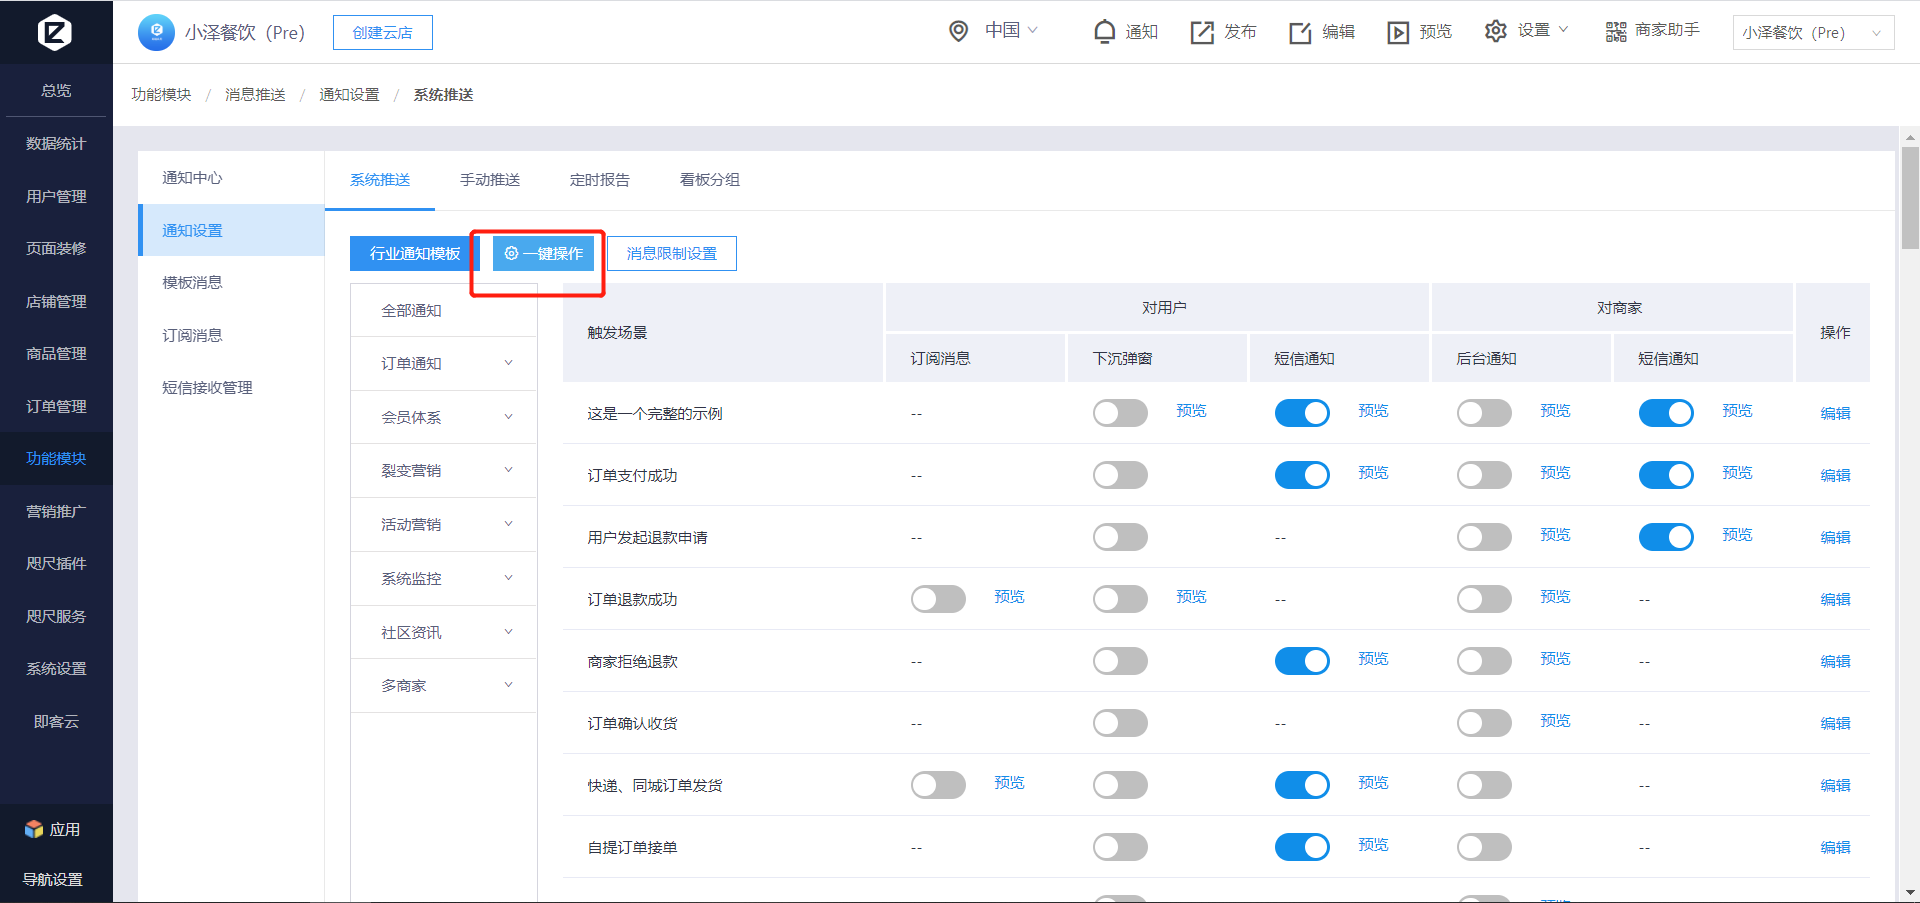 小泽餐饮（Pre)
创建云店
中国
通知
发布
编辑
预览
设置
商家助手
小泽餐饮（Pre)
总览
数据统计
用户管理
页面装修
店铺管理
商品管理
订单管理
功能模块
营销推广
咫尺插件
咫尺服务
系统设置
即客云
应用
导航设置
功能模块 / 消息推送 / 通知设置 / 系统推送
通知中心
通知设置
模板消息
订阅消息
短信接收管理
系统推送 手动推送 定时报告 看板分组
行业通知模板 一键操作 消息限制设置
全部通知
订单通知
会员体系
裂变营销
活动营销
系统监控
社区资讯
多商家
触发场景 对用户 对商家 操作
订阅消息 下沉弹窗 短信通知 后台通知 短信通知
这是一个完整的示例 -- 预览 预览 预览 预览 编辑
订单支付成功 -- 预览 预览 预览 编辑
用户发起退款申请 -- -- 预览 预览 编辑
订单退款成功 预览 预览 -- 预览 -- 编辑
商家拒绝退款 -- 预览 预览 -- 编辑
订单确认收货 -- -- 预览 -- 编辑
快递、同城订单发货 预览 预览 -- 编辑
自提订单接单 -- 预览 -- 编辑